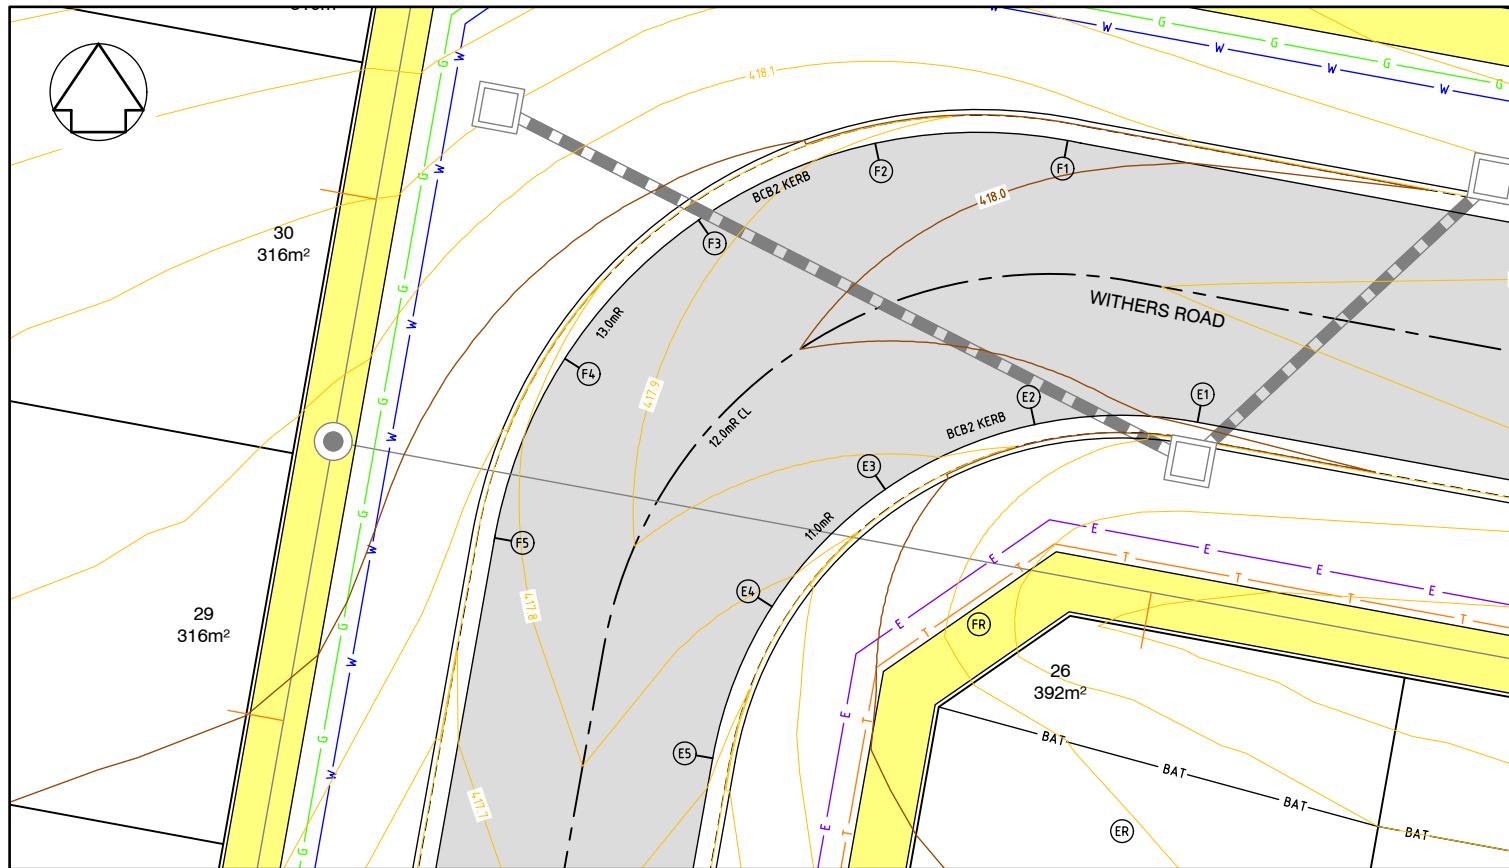 G
W
G
W
G
W
G
W
G
W
418.1
G
W
G
W
F2
F1
BCB2 KERB
418.0
30
316m²
F3
G
W
WITHERS ROAD
13.0mR
F4
417.9
E2
E1
G
W
12.0mR CL
BCB2 KERB
E3
G
W
11.0mR
F5
E
E
E
E
E
T
T
T
T
E4
417.8
29
316m²
G
W
E
T
FR
26
392m²
E
T
G
W
E5
BAT
BAT
BAT
BAT
417.7
E
T
ER
G